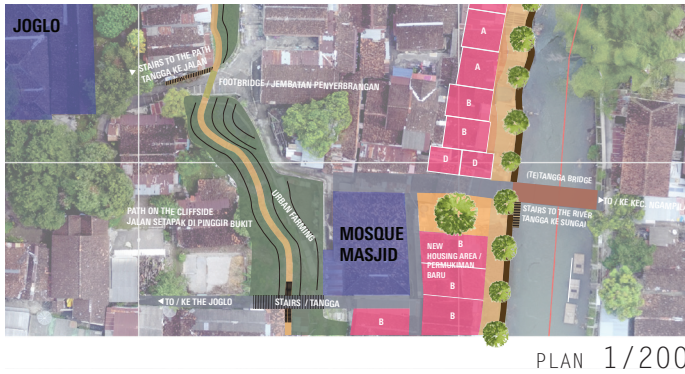 JOGLO
STAIRS TO THE PATH
TANGGA KE JALAN
FOOTBRIDGE / JEMBATAN PENYERBRANGAN
A
A
B
B
D
D
(TE)TANGGA BRIDGE
TO / KE KEC. NGAMPIL
STAIRS TO THE RIVER
TANGGA KE SUNGAI
PATH ON THE CLIFFSIDE
JALAN SETAPAK DI PINGGIR BUKIT
URBAN FARMING
MOSQUE
MASJID
NEW
HOUSING AREA /
PERMUKIMAN
BARU
B
B
B
B
TO / KE THE JOGLO
STAIRS / TANGGA
PLAN 1/200